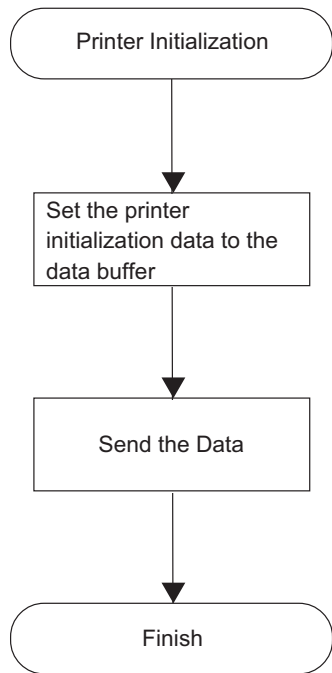 Printer Initialization
Set the printer
initialization data to the
data buffer
Send the Data
Finish